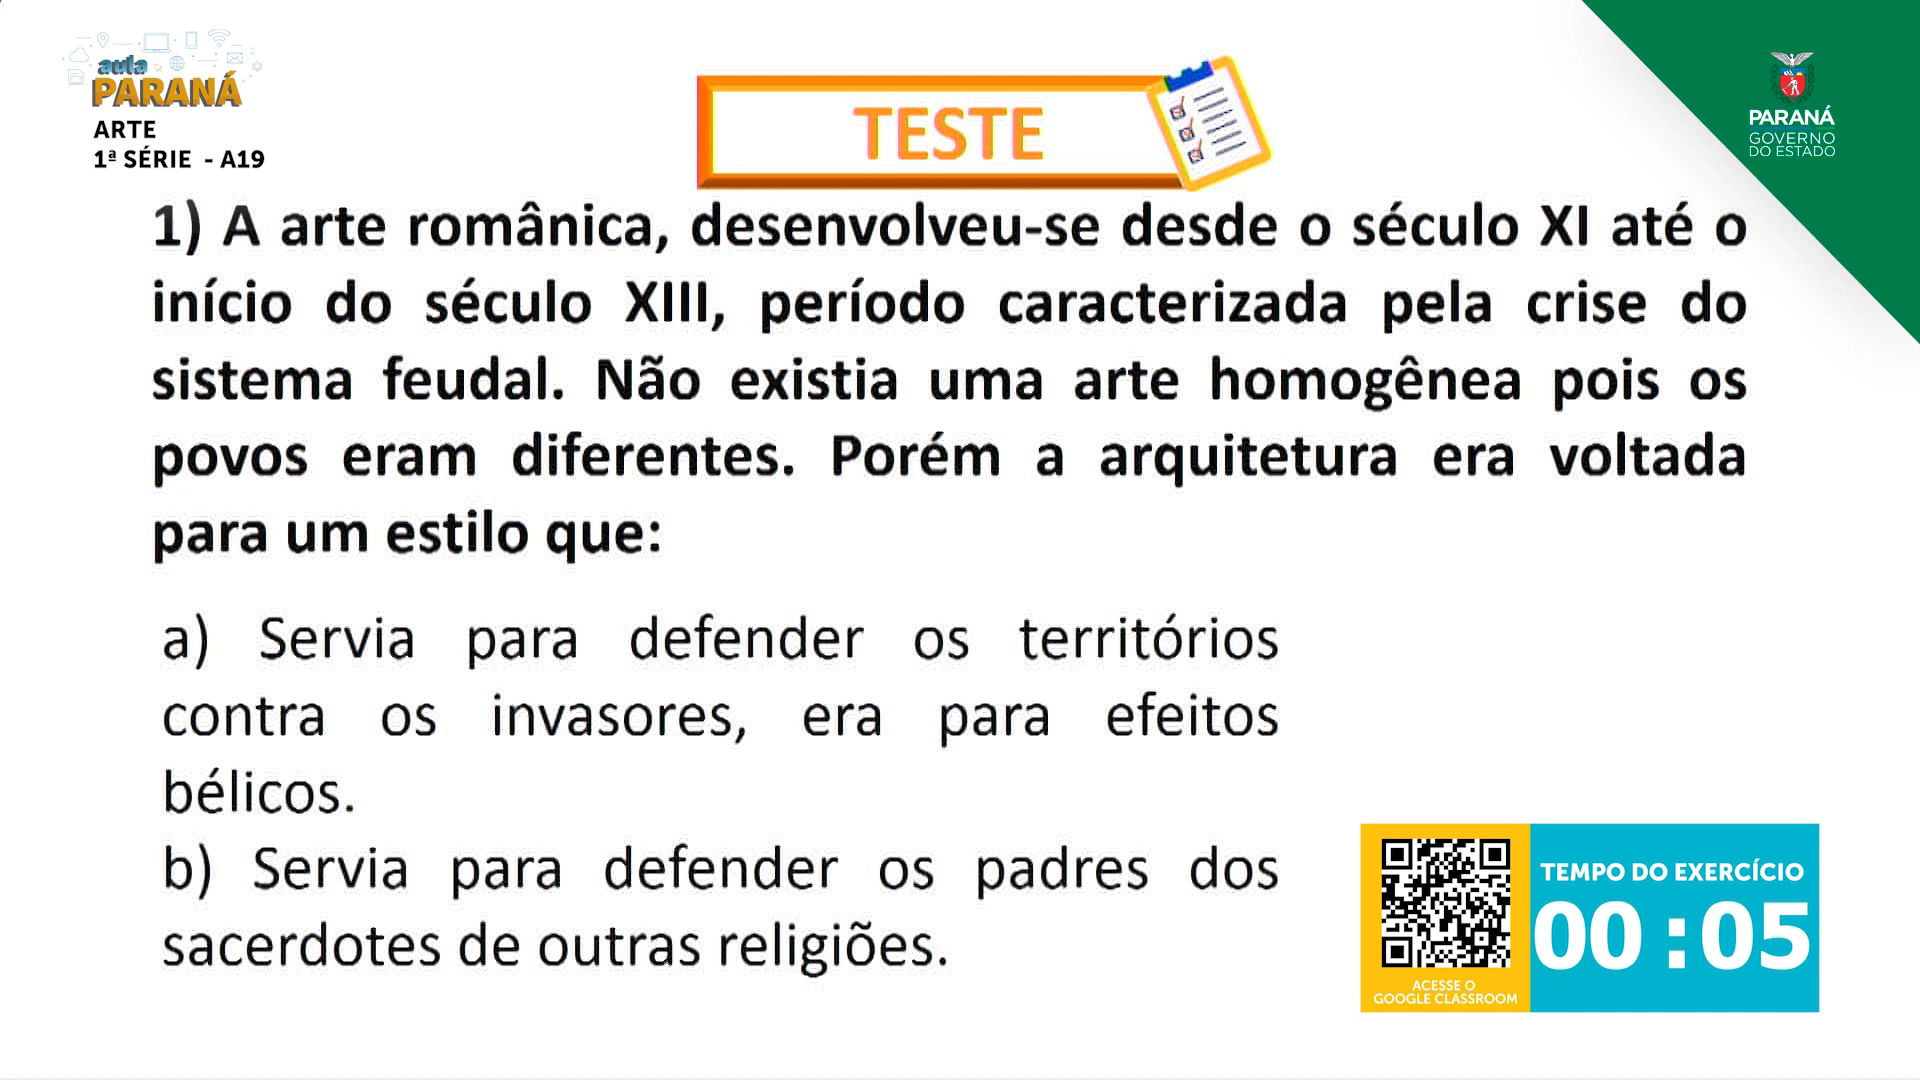 aula
PARANÁ
ARTE
1ª SÉRIE - A19
TESTE
PARANÁ
GOVERNO
DO ESTADO
1) A arte românica, desenvolveu-se desde o século XI até o
início do século XIII, período caracterizada pela crise do
sistema feudal. Não existia uma arte homogênea pois os
povos eram diferentes. Porém a arquitetura era voltada
para um estilo que:
a) Servia para defender os territórios
contra os invasores, era para efeitos
bélicos.
b) Servia para defender os padres dos
sacerdotes de outras religiões.
TEMPO DO EXERCÍCIO
00 : 05
ACESSE O
GOOGLE CLASSROOM